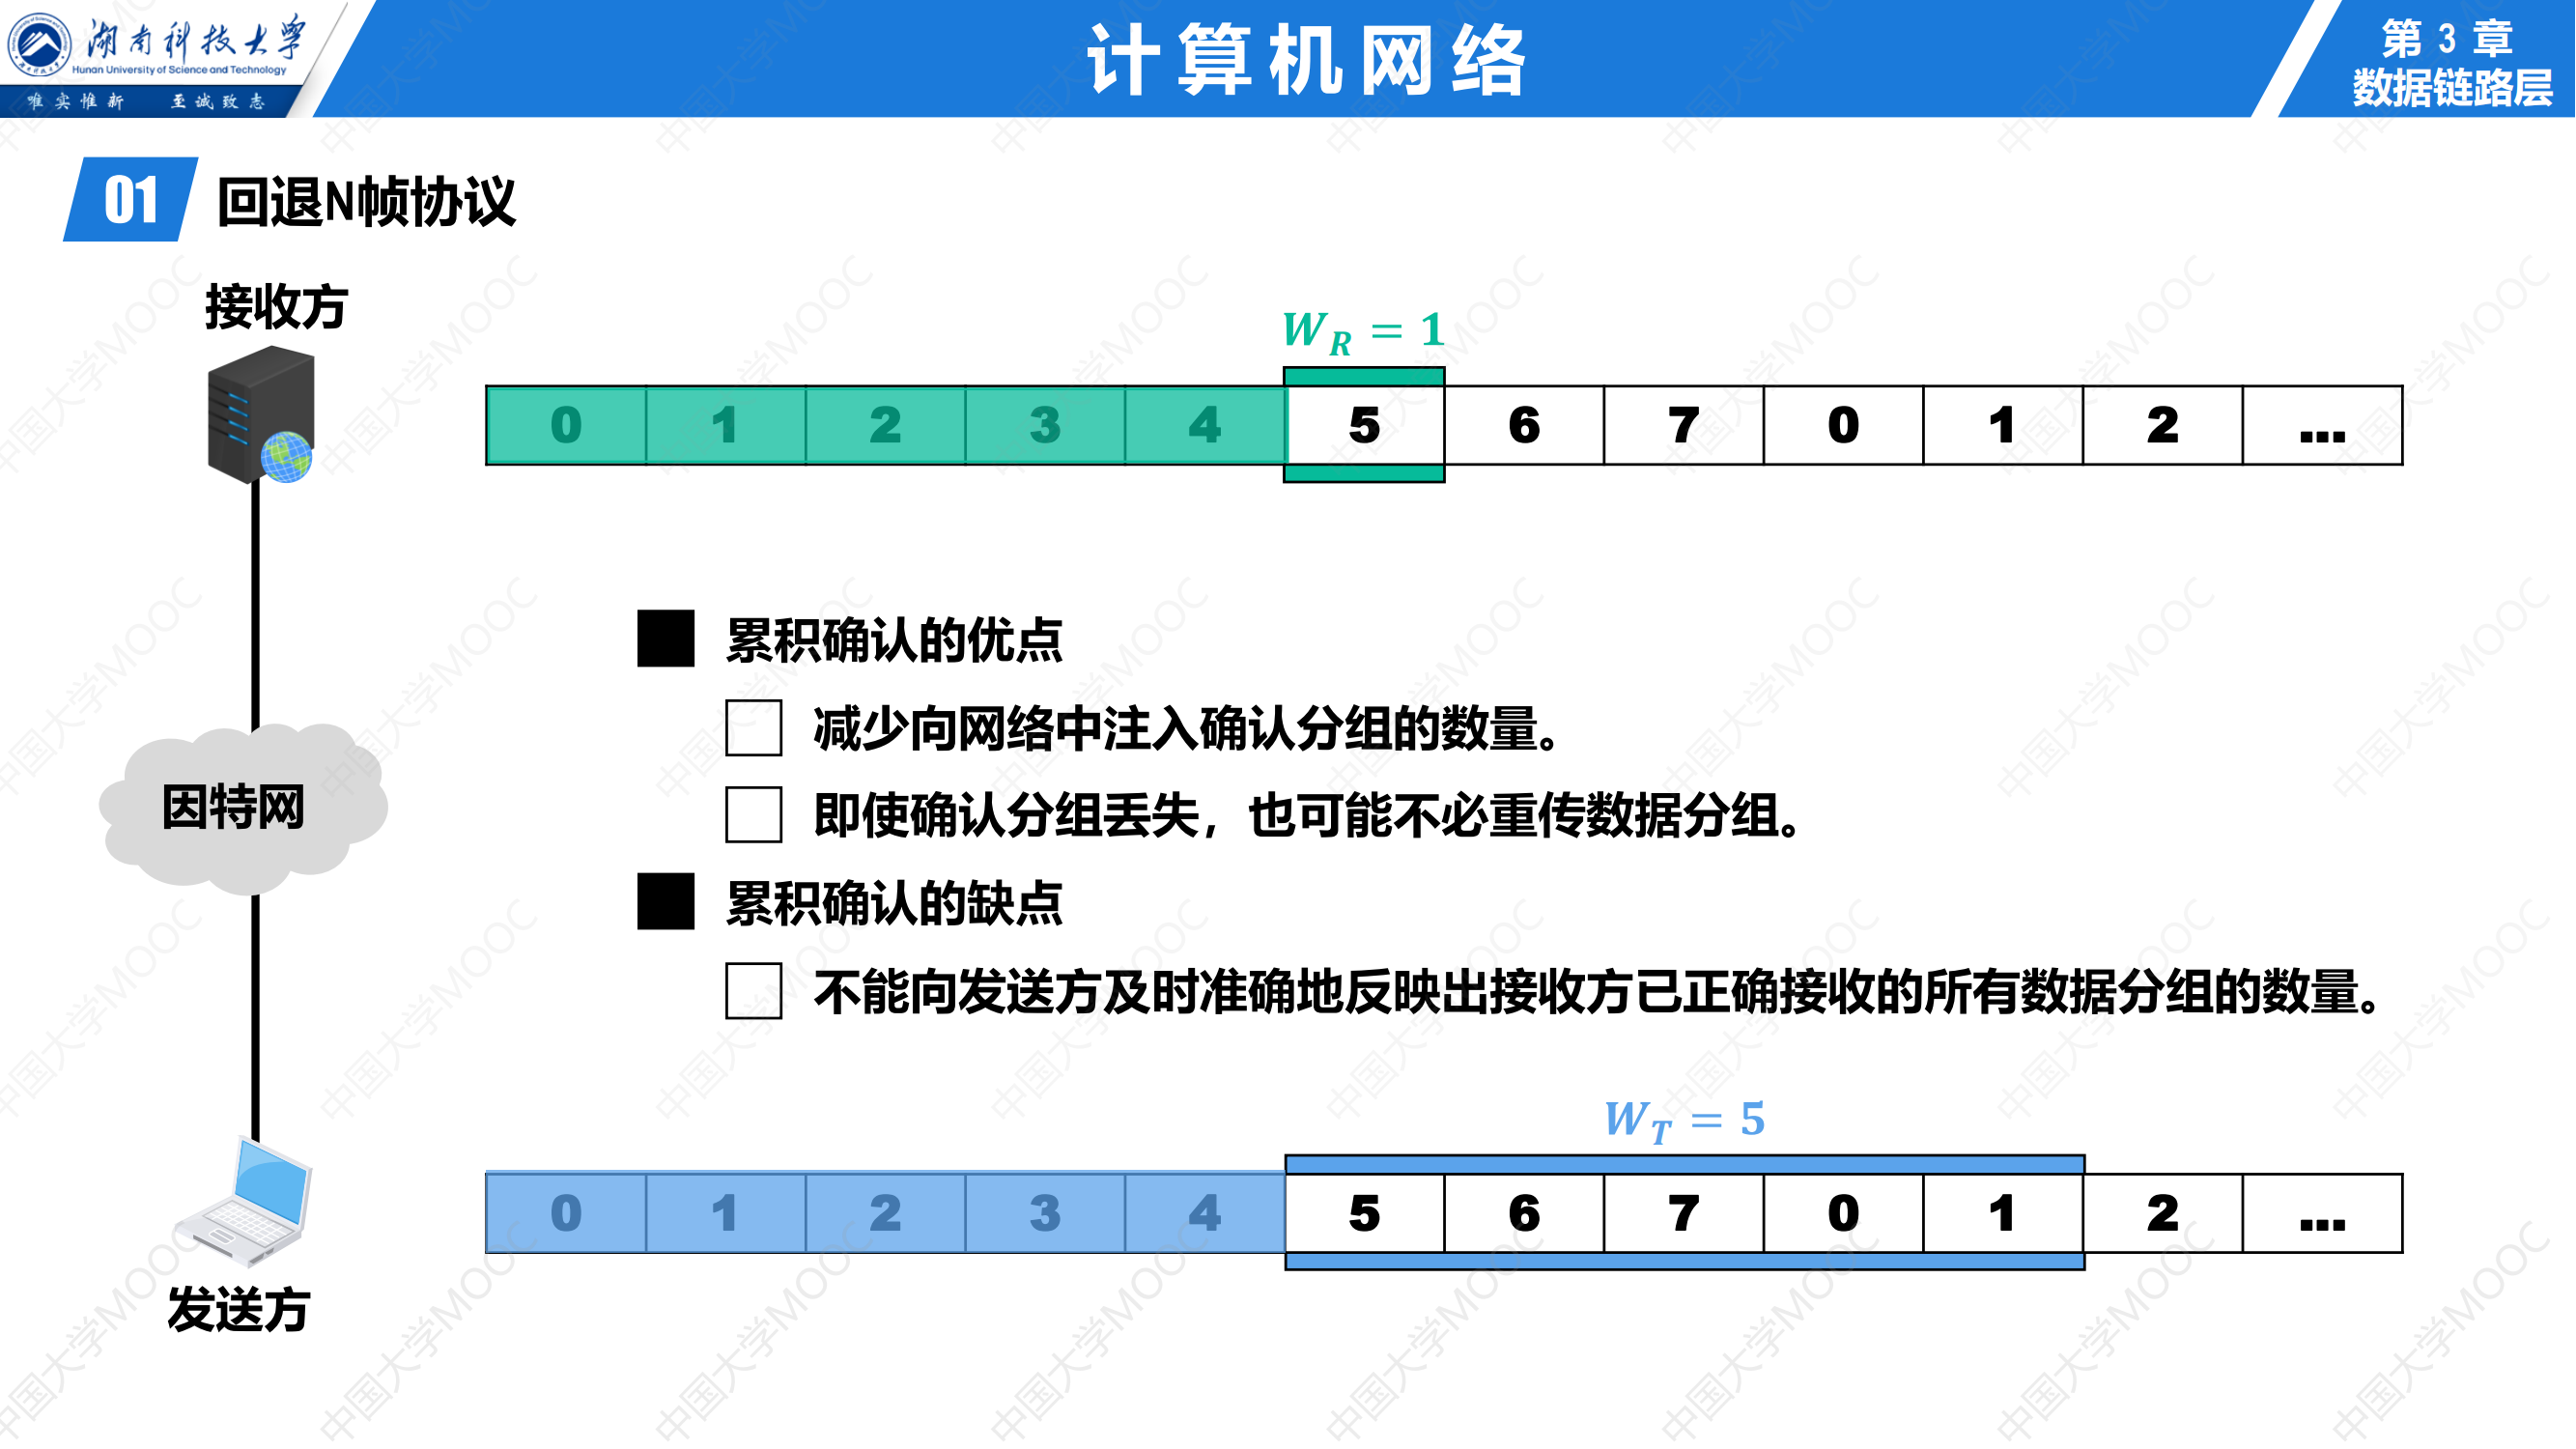 湖南科技大学
Hunan University of Science and Technology
唯实惟新 至诚致志
计算机网络
第 3 章
数据链路层
01 回退N帧协议
接收方
W_R = 1
0 1 2 3 4 5 6 7 0 1 2 ...
累积确认的优点
减少向网络中注入确认分组的数量。
即使确认分组丢失，也可能不必重传数据分组。
因特网
累积确认的缺点
不能向发送方及时准确地反映出接收方已正确接收的所有数据分组的数量。
W_T = 5
0 1 2 3 4 5 6 7 0 1 2 ...
发送方
中国大学MOOC